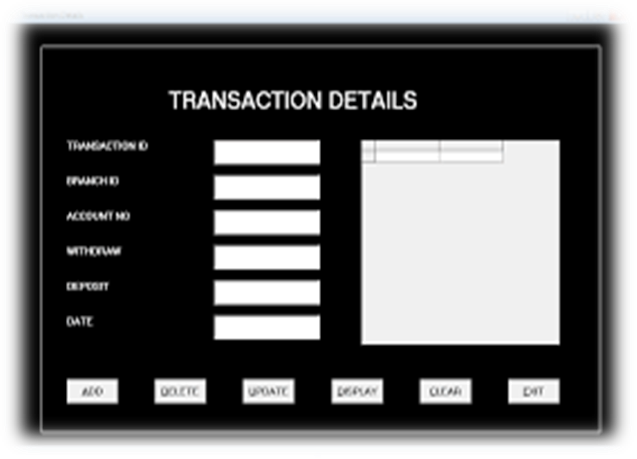 TRANSACTION DETAILS
TRANSACTION ID
BRANCH ID
ACCOUNT NO
WITHDRAW
DEPOSIT
DATE
ADD DELETE UPDATE DISPLAY CLEAR EXIT